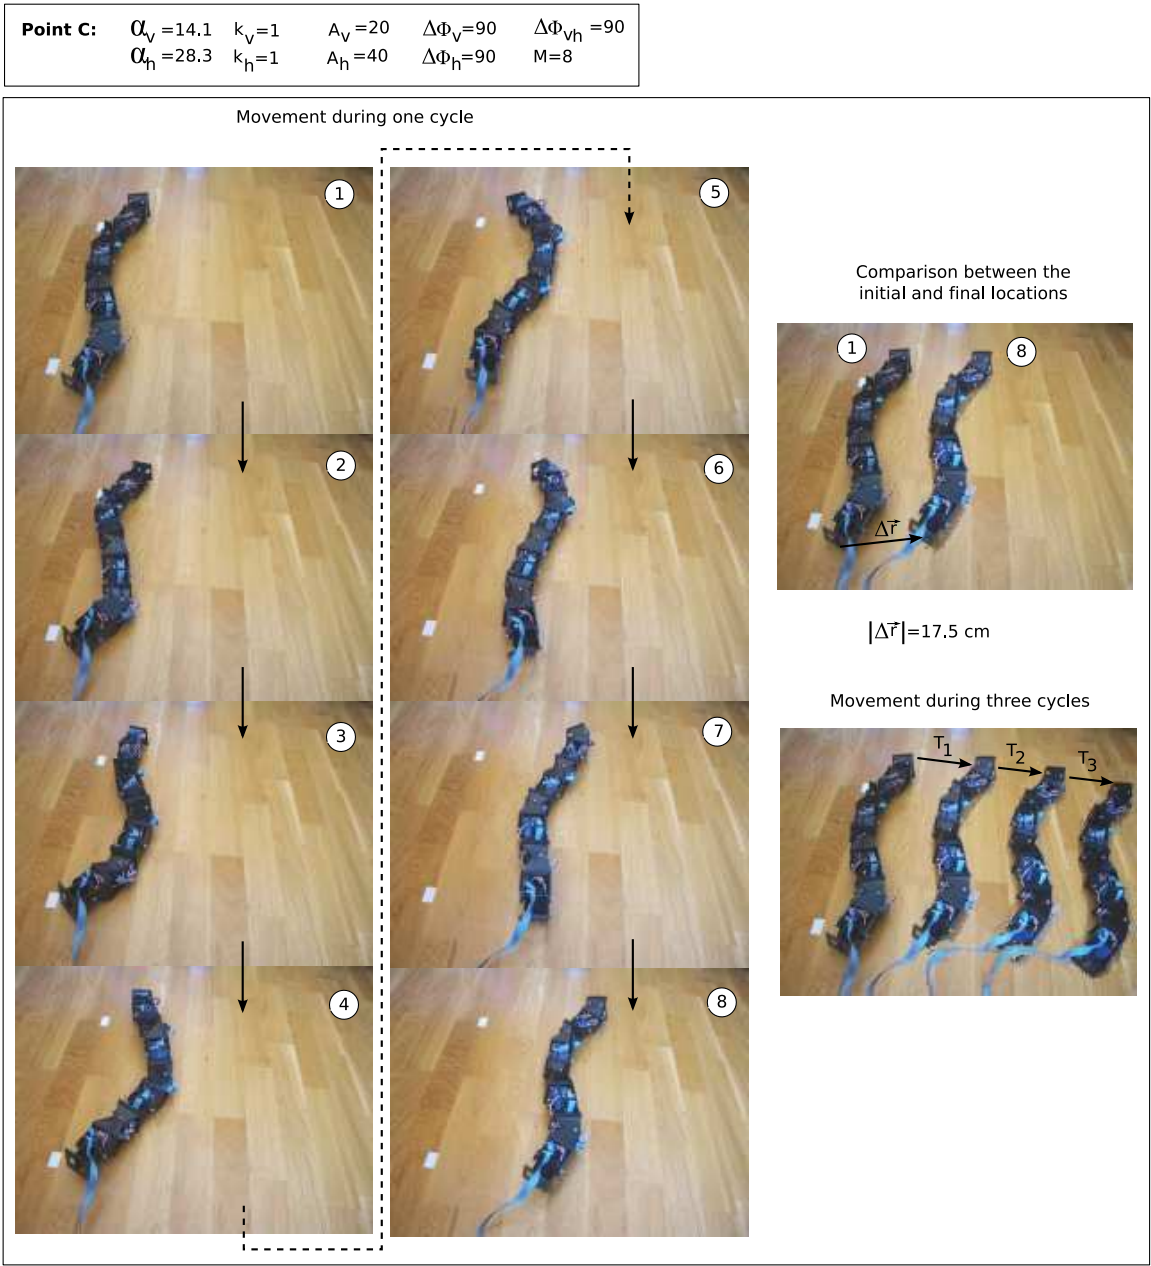 Point C: αv=14.1 kv=1 Av=20 ΔΦv=90 ΔΦvh=90
αh=28.3 kh=1 Ah=40 ΔΦh=90 M=8
Movement during one cycle
1
2
3
4
5
6
7
8
Comparison between the
initial and final locations
1 8
Δr⃗
|Δr⃗|=17.5 cm
Movement during three cycles
T1 T2 T3